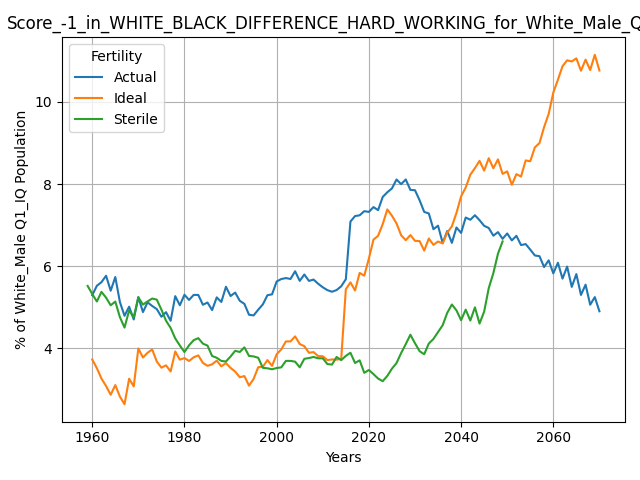 Score_-1_in_WHITE_BLACK_DIFFERENCE_HARD_WORKING_for_White_Male_Q
Fertility
Actual
Ideal
Sterile
% of White_Male Q1_IQ Population
10
8
6
4
1960 1980 2000 2020 2040 2060
Years